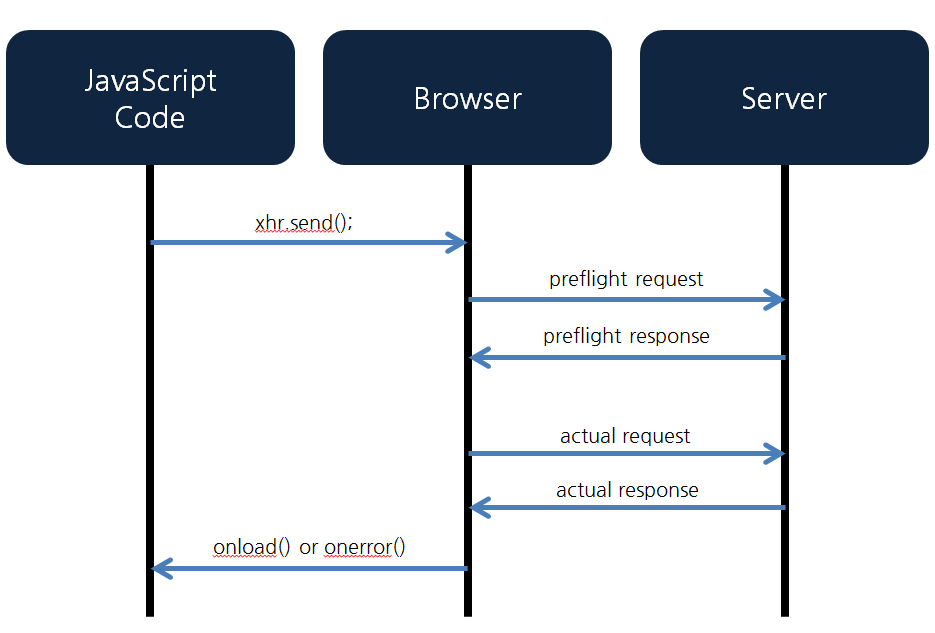 JavaScript
Code
Browser
Server
xhr.send();
preflight request
preflight response
actual request
actual response
onload() or onerror()